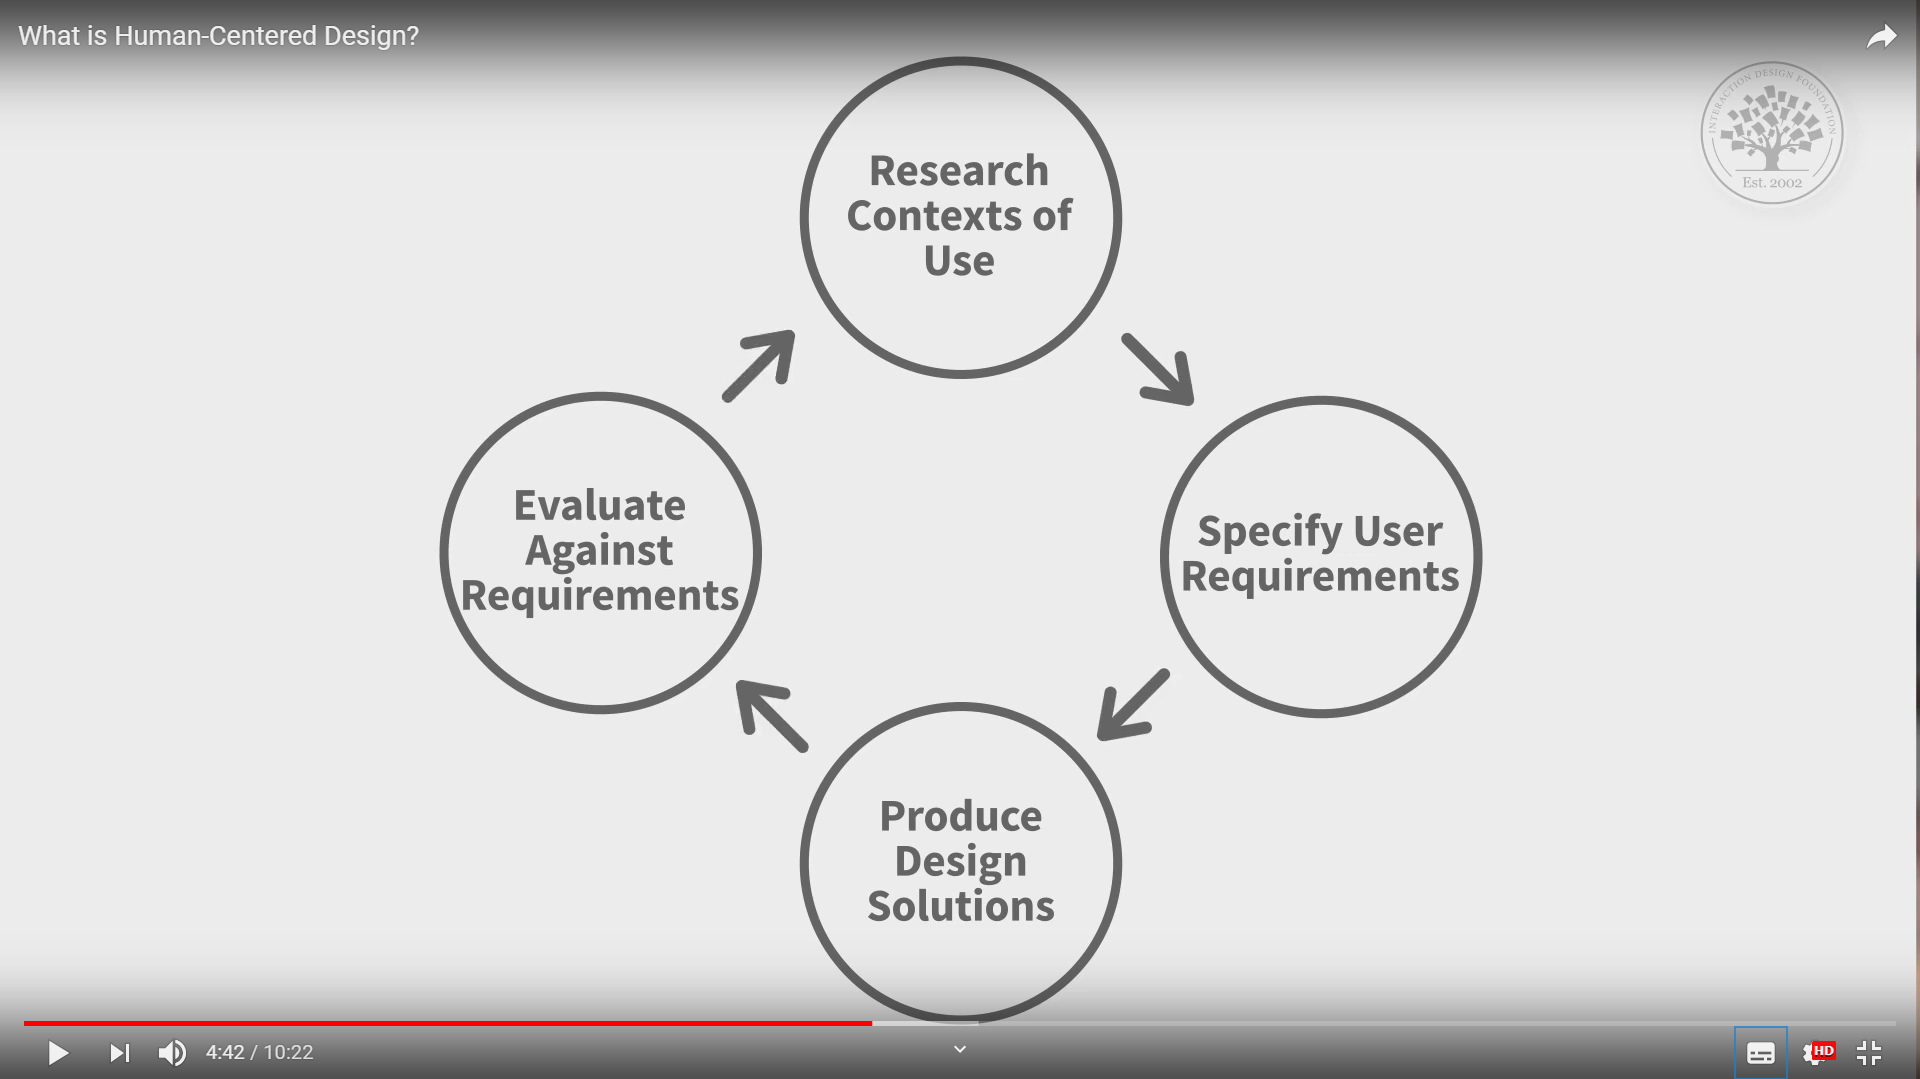 What is Human-Centered Design?
INTERACTION DESIGN FOUNDATION
Est. 2002
Research
Contexts of
Use
Evaluate
Against
Requirements
Specify User
Requirements
Produce
Design
Solutions
4:42 / 10:22
HD